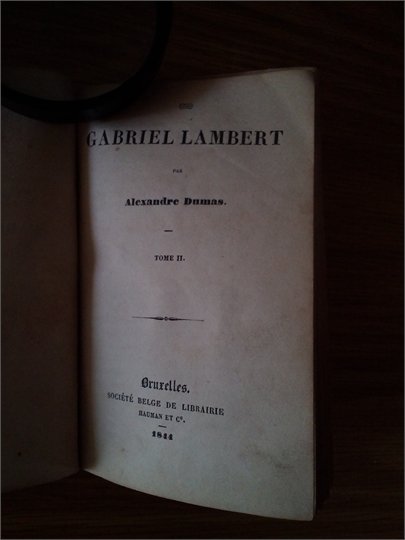 GABRIEL LAMBERT
PAR
Alexandre Dumas.
TOME II.
Bruxelles.
SOCIÉTÉ BELGE DE LIBRAIRIE
HAUMAN ET Cᵉ.
1844